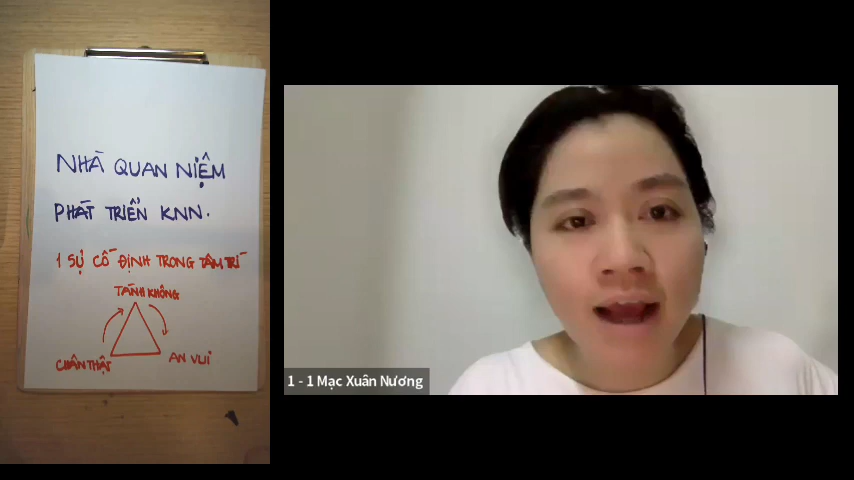 NHÀ QUAN NIỆM
PHÁT TRIỂN KNN.
1 SỰ CỐ ĐỊNH TRONG TÂM TRÍ
TÁNH KHÔNG
CHÂN THẬT
AN VUI
1 - 1 Mạc Xuân Nương